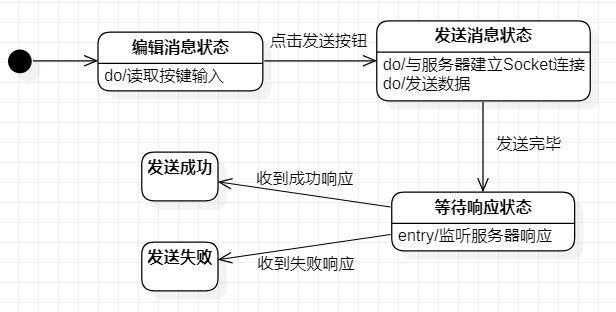 编辑消息状态
do/读取按键输入
点击发送按钮
发送消息状态
do/与服务器建立Socket连接
do/发送数据
发送完毕
发送成功
收到成功响应
等待响应状态
entry/监听服务器响应
发送失败
收到失败响应